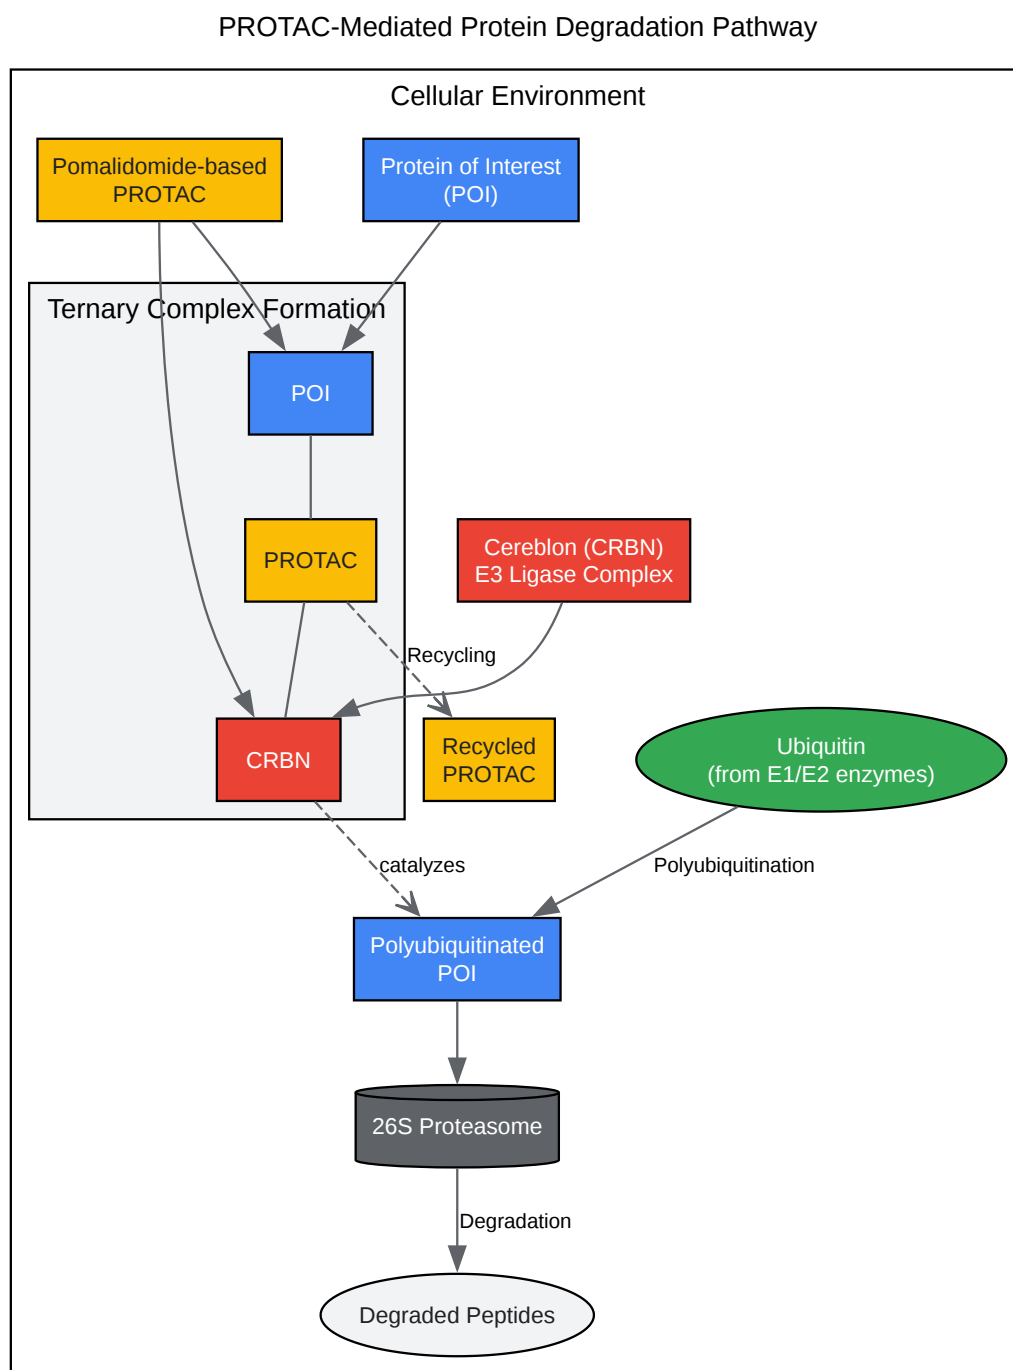 PROTAC-Mediated Protein Degradation Pathway
Cellular Environment
Pomalidomide-based
PROTAC
Protein of Interest
(POI)
Ternary Complex Formation
POI
PROTAC
Cereblon (CRBN)
E3 Ligase Complex
Recycling
CRBN
Recycled
PROTAC
Ubiquitin
(from E1/E2 enzymes)
catalyzes
Polyubiquitination
Polyubiquitinated
POI
26S Proteasome
Degradation
Degraded Peptides